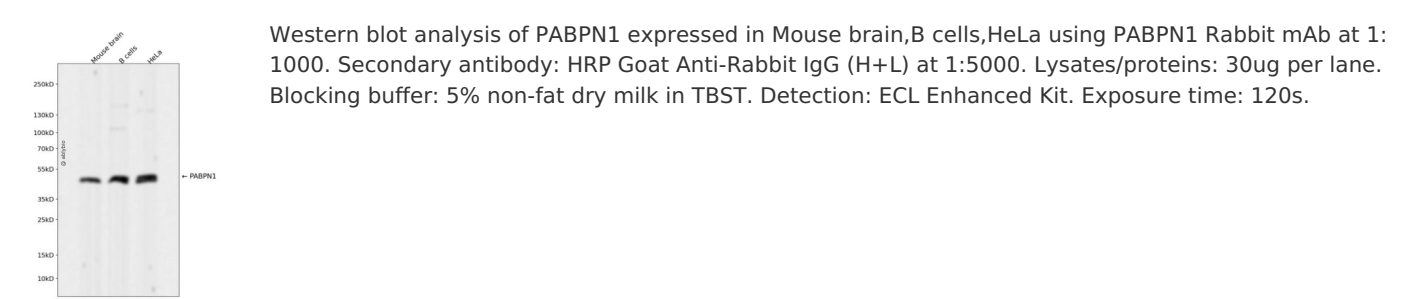 Mouse brain
B cells
HeLa
250kD
130kD
100kD
70kD
55kD
35kD
25kD
15kD
10kD
← PABPN1
Western blot analysis of PABPN1 expressed in Mouse brain,B cells,HeLa using PABPN1 Rabbit mAb at 1:
1000. Secondary antibody: HRP Goat Anti-Rabbit IgG (H+L) at 1:5000. Lysates/proteins: 30ug per lane.
Blocking buffer: 5% non-fat dry milk in TBST. Detection: ECL Enhanced Kit. Exposure time: 120s.